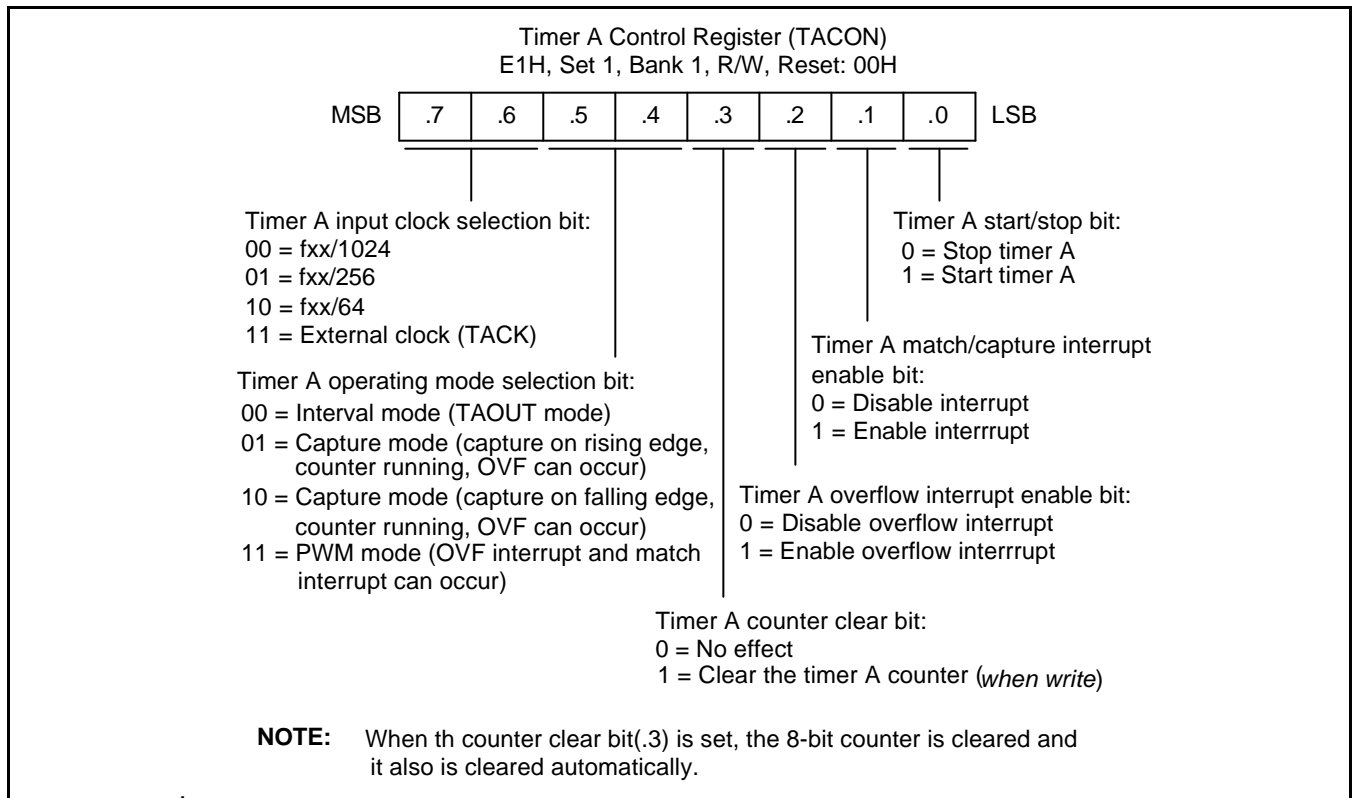 Timer A Control Register (TACON)
E1H, Set 1, Bank 1, R/W, Reset: 00H
MSB .7 .6 .5 .4 .3 .2 .1 .0 LSB
Timer A input clock selection bit:
00 = fxx/1024
01 = fxx/256
10 = fxx/64
11 = External clock (TACK)
Timer A start/stop bit:
0 = Stop timer A
1 = Start timer A
Timer A match/capture interrupt
enable bit:
0 = Disable interrupt
1 = Enable interrrupt
Timer A operating mode selection bit:
00 = Interval mode (TAOUT mode)
01 = Capture mode (capture on rising edge,
counter running, OVF can occur)
10 = Capture mode (capture on falling edge,
counter running, OVF can occur)
11 = PWM mode (OVF interrupt and match
interrupt can occur)
Timer A overflow interrupt enable bit:
0 = Disable overflow interrupt
1 = Enable overflow interrrupt
Timer A counter clear bit:
0 = No effect
1 = Clear the timer A counter (when write)
NOTE: When th counter clear bit(.3) is set, the 8-bit counter is cleared and
it also is cleared automatically.